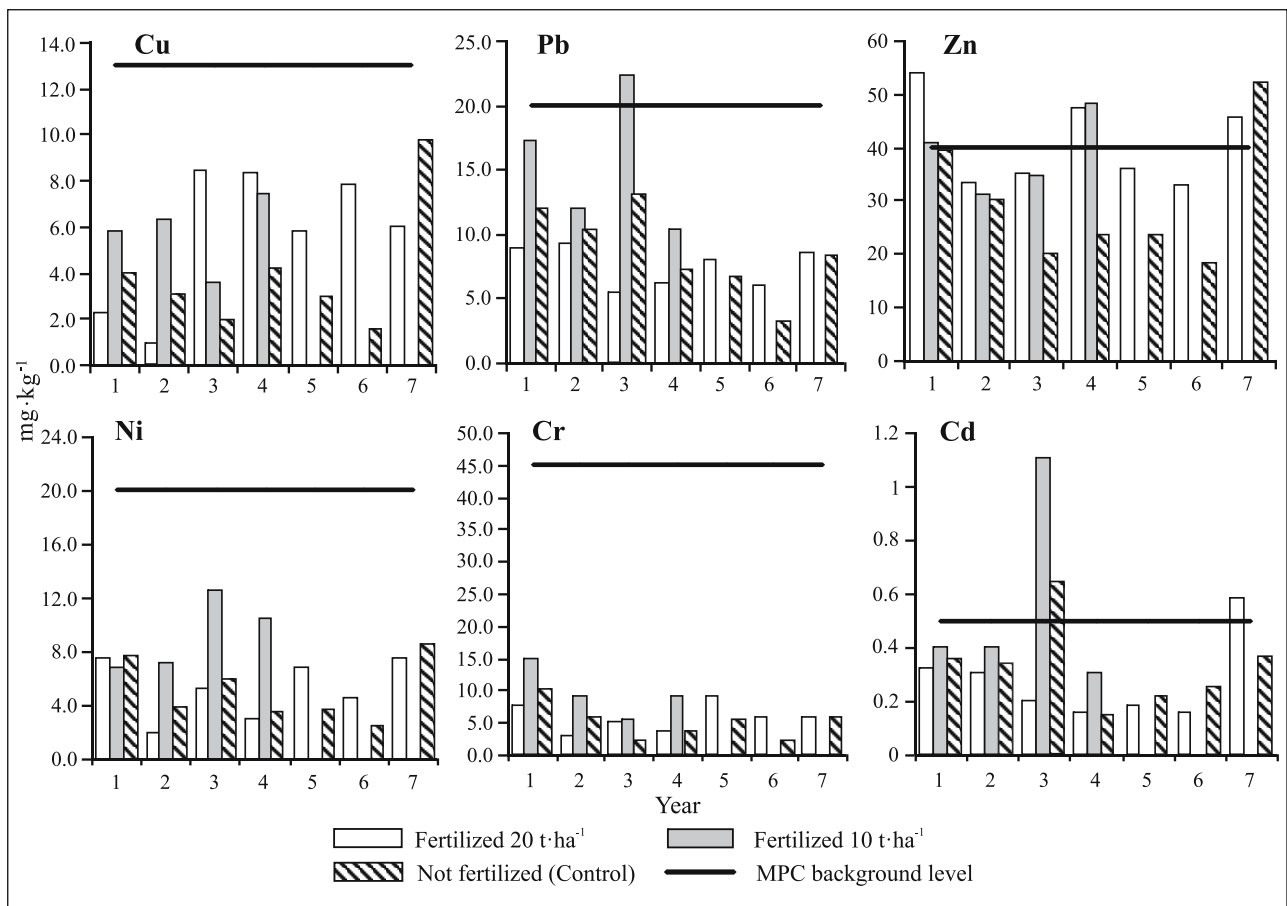 Cu
14.0
12.0
10.0
8.0
6.0
4.0
2.0
0.0
1 2 3 4 5 6 7
Pb
25.0
20.0
15.0
10.0
5.0
0.0
1 2 3 4 5 6 7
Zn
60
50
40
30
20
10
0
1 2 3 4 5 6 7
mg·kg⁻¹
Ni
24.0
20.0
16.0
12.0
8.0
4.0
0.0
1 2 3 4 5 6 7
Cr
50.0
45.0
40.0
35.0
30.0
25.0
20.0
15.0
10.0
5.0
0.0
1 2 3 4 5 6 7
Cd
1.2
1
0.8
0.6
0.4
0.2
0
1 2 3 4 5 6 7
Year
Fertilized 20 t·ha⁻¹
Fertilized 10 t·ha⁻¹
Not fertilized (Control)
MPC background level